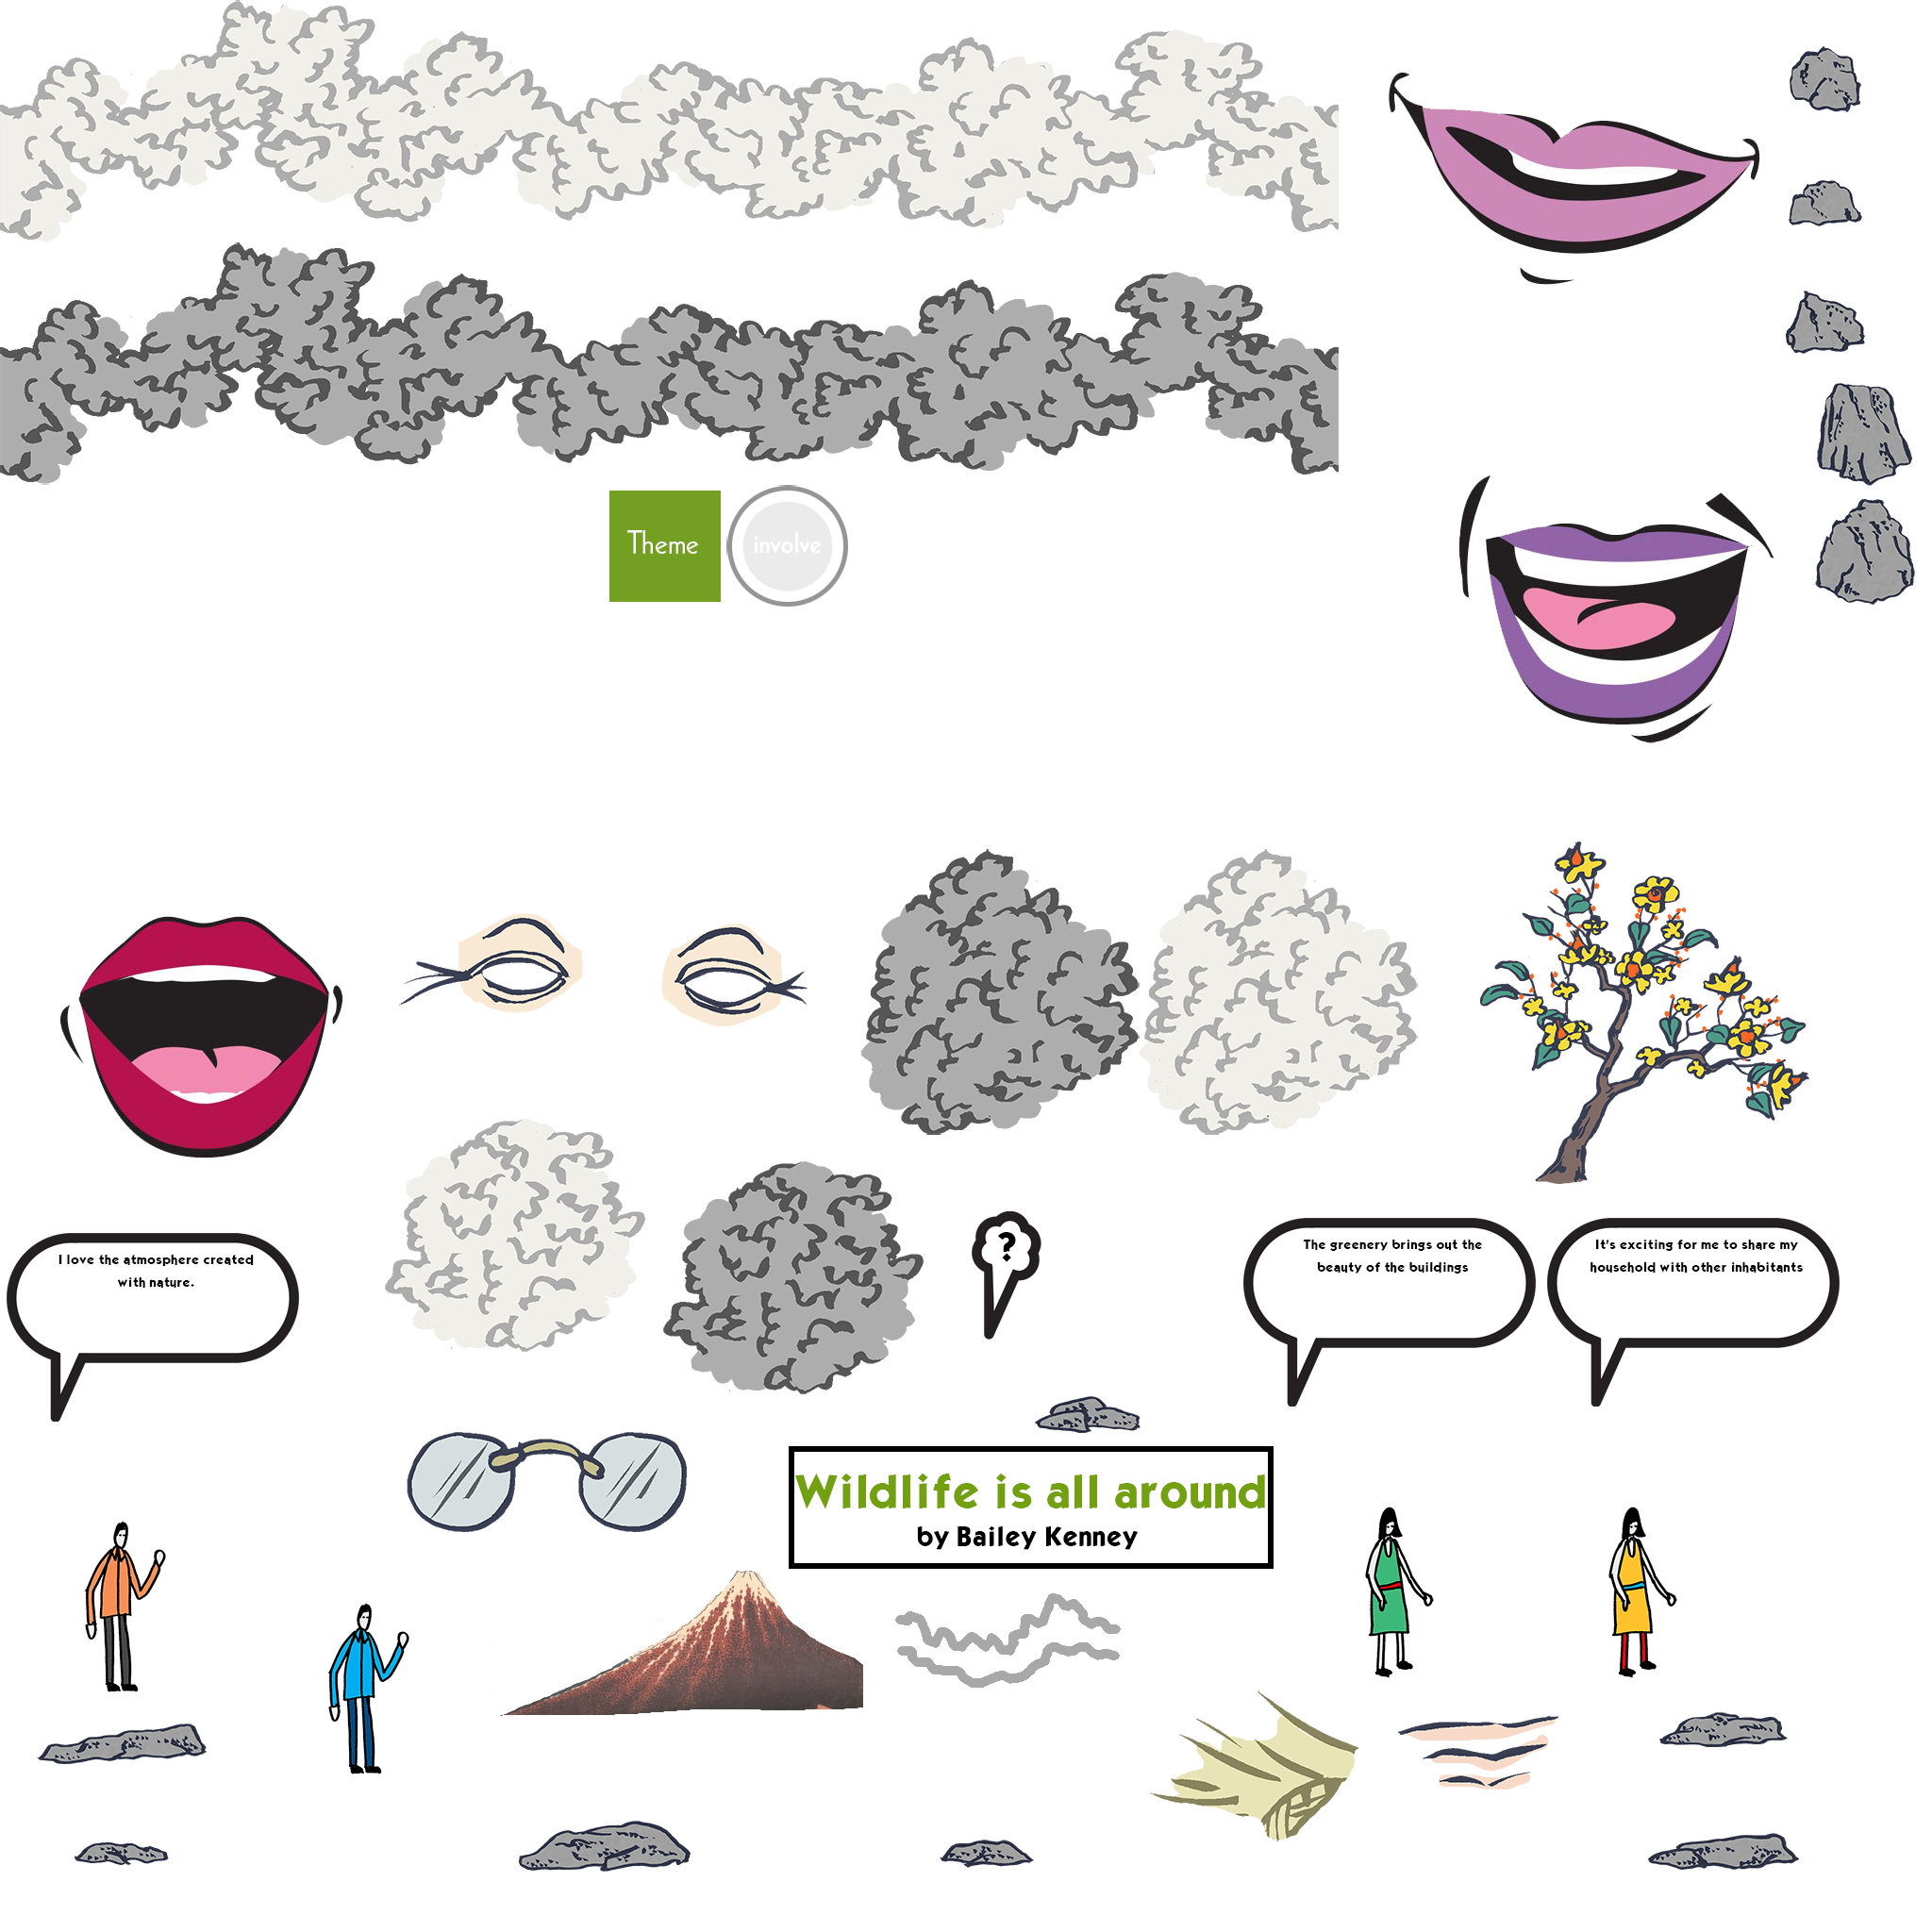 Theme
involve
I love the atmosphere created
with nature.
?
The greenery brings out the
beauty of the buildings
It's exciting for me to share my
household with other inhabitants
Wildlife is all around
by Bailey Kenney